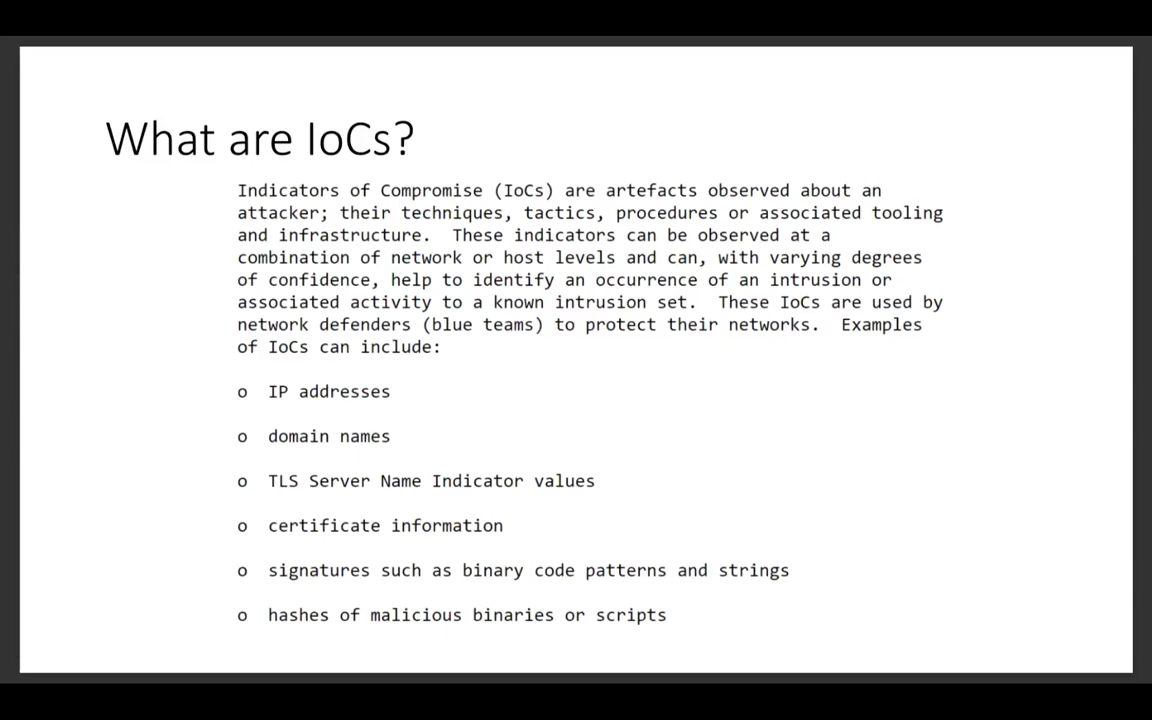 What are IoCs?
Indicators of Compromise (IoCs) are artefacts observed about an
attacker; their techniques, tactics, procedures or associated tooling
and infrastructure.  These indicators can be observed at a
combination of network or host levels and can, with varying degrees
of confidence, help to identify an occurrence of an intrusion or
associated activity to a known intrusion set.  These IoCs are used by
network defenders (blue teams) to protect their networks.  Examples
of IoCs can include:
o  IP addresses
o  domain names
o  TLS Server Name Indicator values
o  certificate information
o  signatures such as binary code patterns and strings
o  hashes of malicious binaries or scripts